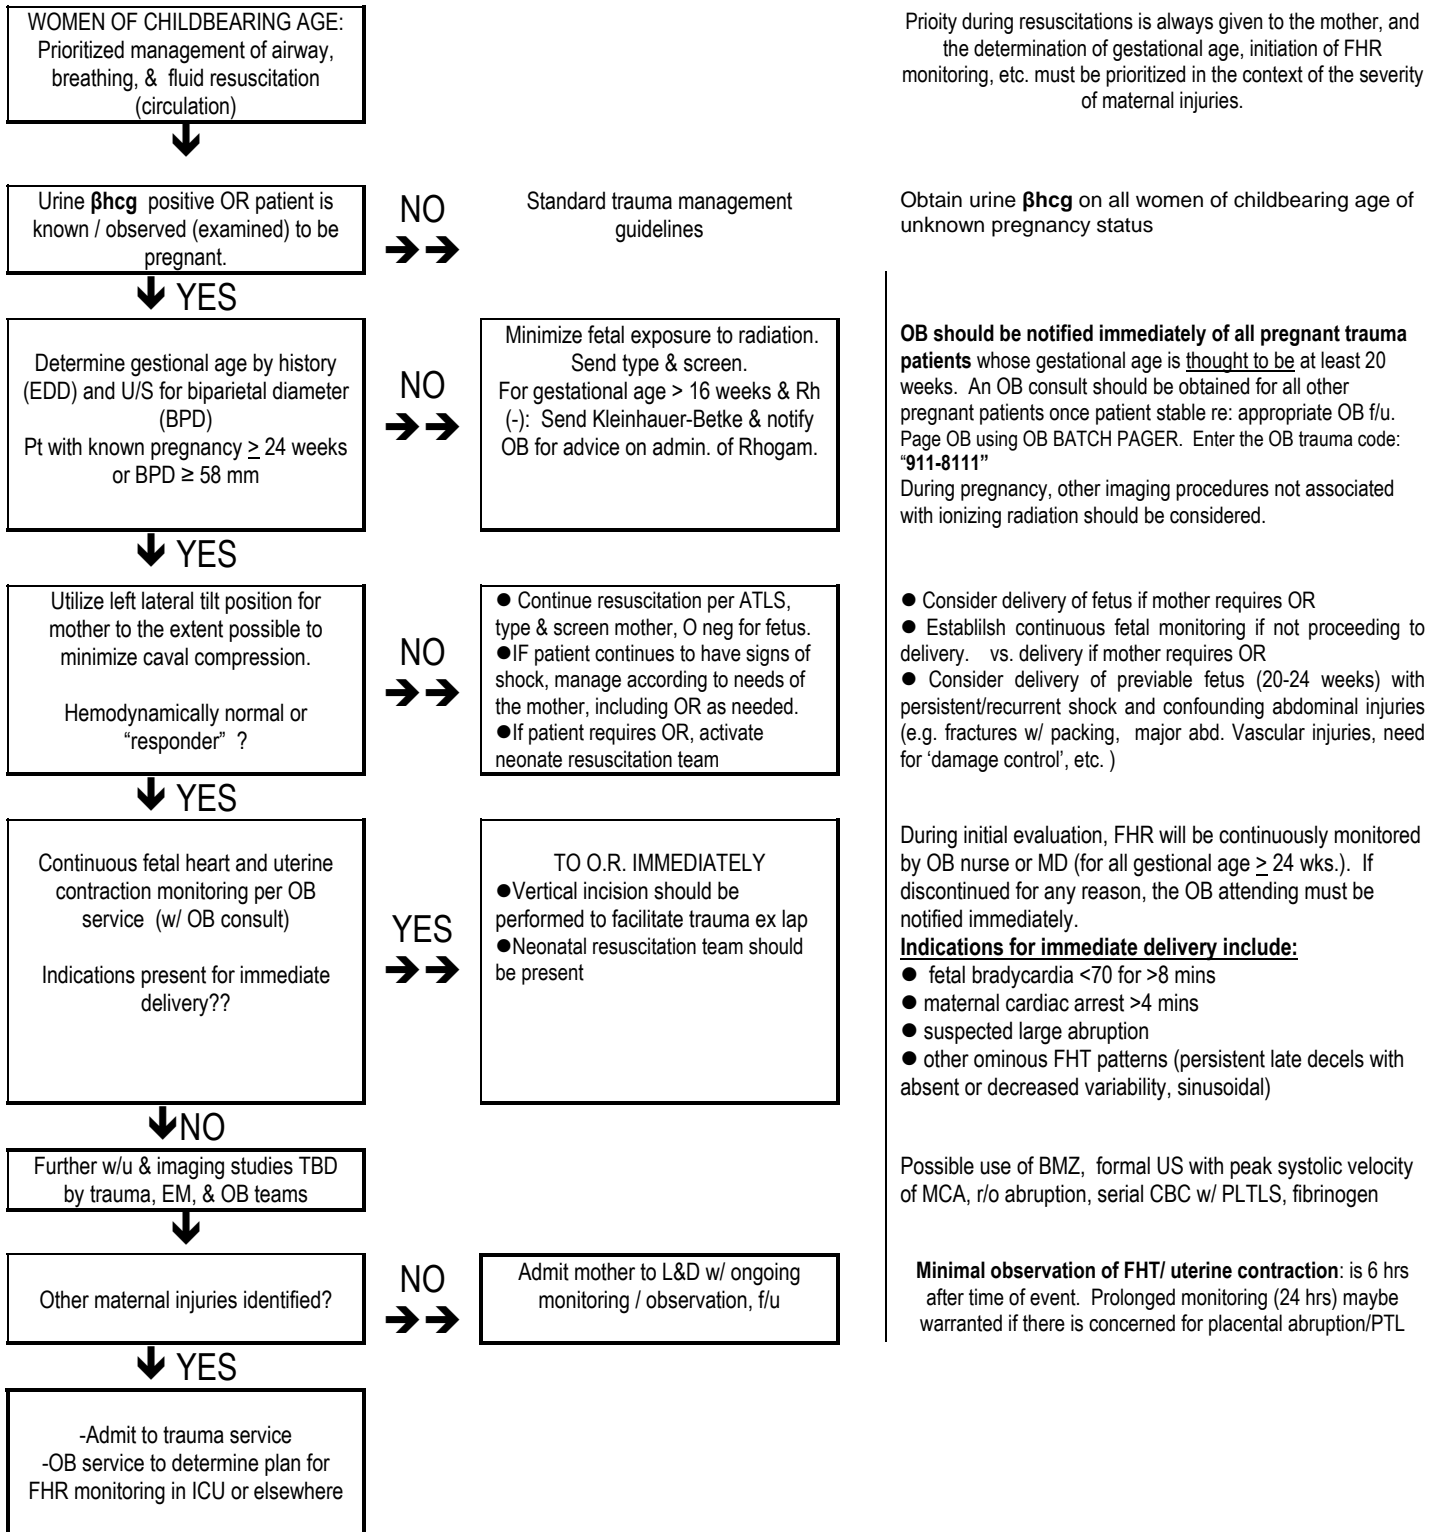 WOMEN OF CHILDBEARING AGE:
Prioritized management of airway,
breathing, & fluid resuscitation
(circulation)
Prioity during resuscitations is always given to the mother, and
the determination of gestational age, initiation of FHR
monitoring, etc. must be prioritized in the context of the severity
of maternal injuries.
Urine βhcg positive OR patient is
known / observed (examined) to be
pregnant.
NO
Standard trauma management
guidelines
Obtain urine βhcg on all women of childbearing age of
unknown pregnancy status
YES
Determine gestional age by history
(EDD) and U/S for biparietal diameter
(BPD)
Pt with known pregnancy ≥ 24 weeks
or BPD ≥ 58 mm
NO
Minimize fetal exposure to radiation.
Send type & screen.
For gestational age > 16 weeks & Rh
(-): Send Kleinhauer-Betke & notify
OB for advice on admin. of Rhogam.
OB should be notified immediately of all pregnant trauma
patients whose gestational age is thought to be at least 20
weeks. An OB consult should be obtained for all other
pregnant patients once patient stable re: appropriate OB f/u.
Page OB using OB BATCH PAGER. Enter the OB trauma code:
“911-8111”
During pregnancy, other imaging procedures not associated
with ionizing radiation should be considered.
YES
Utilize left lateral tilt position for
mother to the extent possible to
minimize caval compression.
Hemodynamically normal or
“responder” ?
NO
● Continue resuscitation per ATLS,
type & screen mother, O neg for fetus.
●IF patient continues to have signs of
shock, manage according to needs of
the mother, including OR as needed.
●If patient requires OR, activate
neonate resuscitation team
● Consider delivery of fetus if mother requires OR
● Establilsh continuous fetal monitoring if not proceeding to
delivery. vs. delivery if mother requires OR
● Consider delivery of previable fetus (20-24 weeks) with
persistent/recurrent shock and confounding abdominal injuries
(e.g. fractures w/ packing, major abd. Vascular injuries, need
for ‘damage control’, etc. )
YES
Continuous fetal heart and uterine
contraction monitoring per OB
service (w/ OB consult)
Indications present for immediate
delivery??
YES
TO O.R. IMMEDIATELY
●Vertical incision should be
performed to facilitate trauma ex lap
●Neonatal resuscitation team should
be present
During initial evaluation, FHR will be continuously monitored
by OB nurse or MD (for all gestional age ≥ 24 wks.). If
discontinued for any reason, the OB attending must be
notified immediately.
Indications for immediate delivery include:
● fetal bradycardia <70 for >8 mins
● maternal cardiac arrest >4 mins
● suspected large abruption
● other ominous FHT patterns (persistent late decels with
absent or decreased variability, sinusoidal)
NO
Further w/u & imaging studies TBD
by trauma, EM, & OB teams
Possible use of BMZ, formal US with peak systolic velocity
of MCA, r/o abruption, serial CBC w/ PLTLS, fibrinogen
Other maternal injuries identified?
NO
Admit mother to L&D w/ ongoing
monitoring / observation, f/u
Minimal observation of FHT/ uterine contraction: is 6 hrs
after time of event. Prolonged monitoring (24 hrs) maybe
warranted if there is concerned for placental abruption/PTL
YES
-Admit to trauma service
-OB service to determine plan for
FHR monitoring in ICU or elsewhere